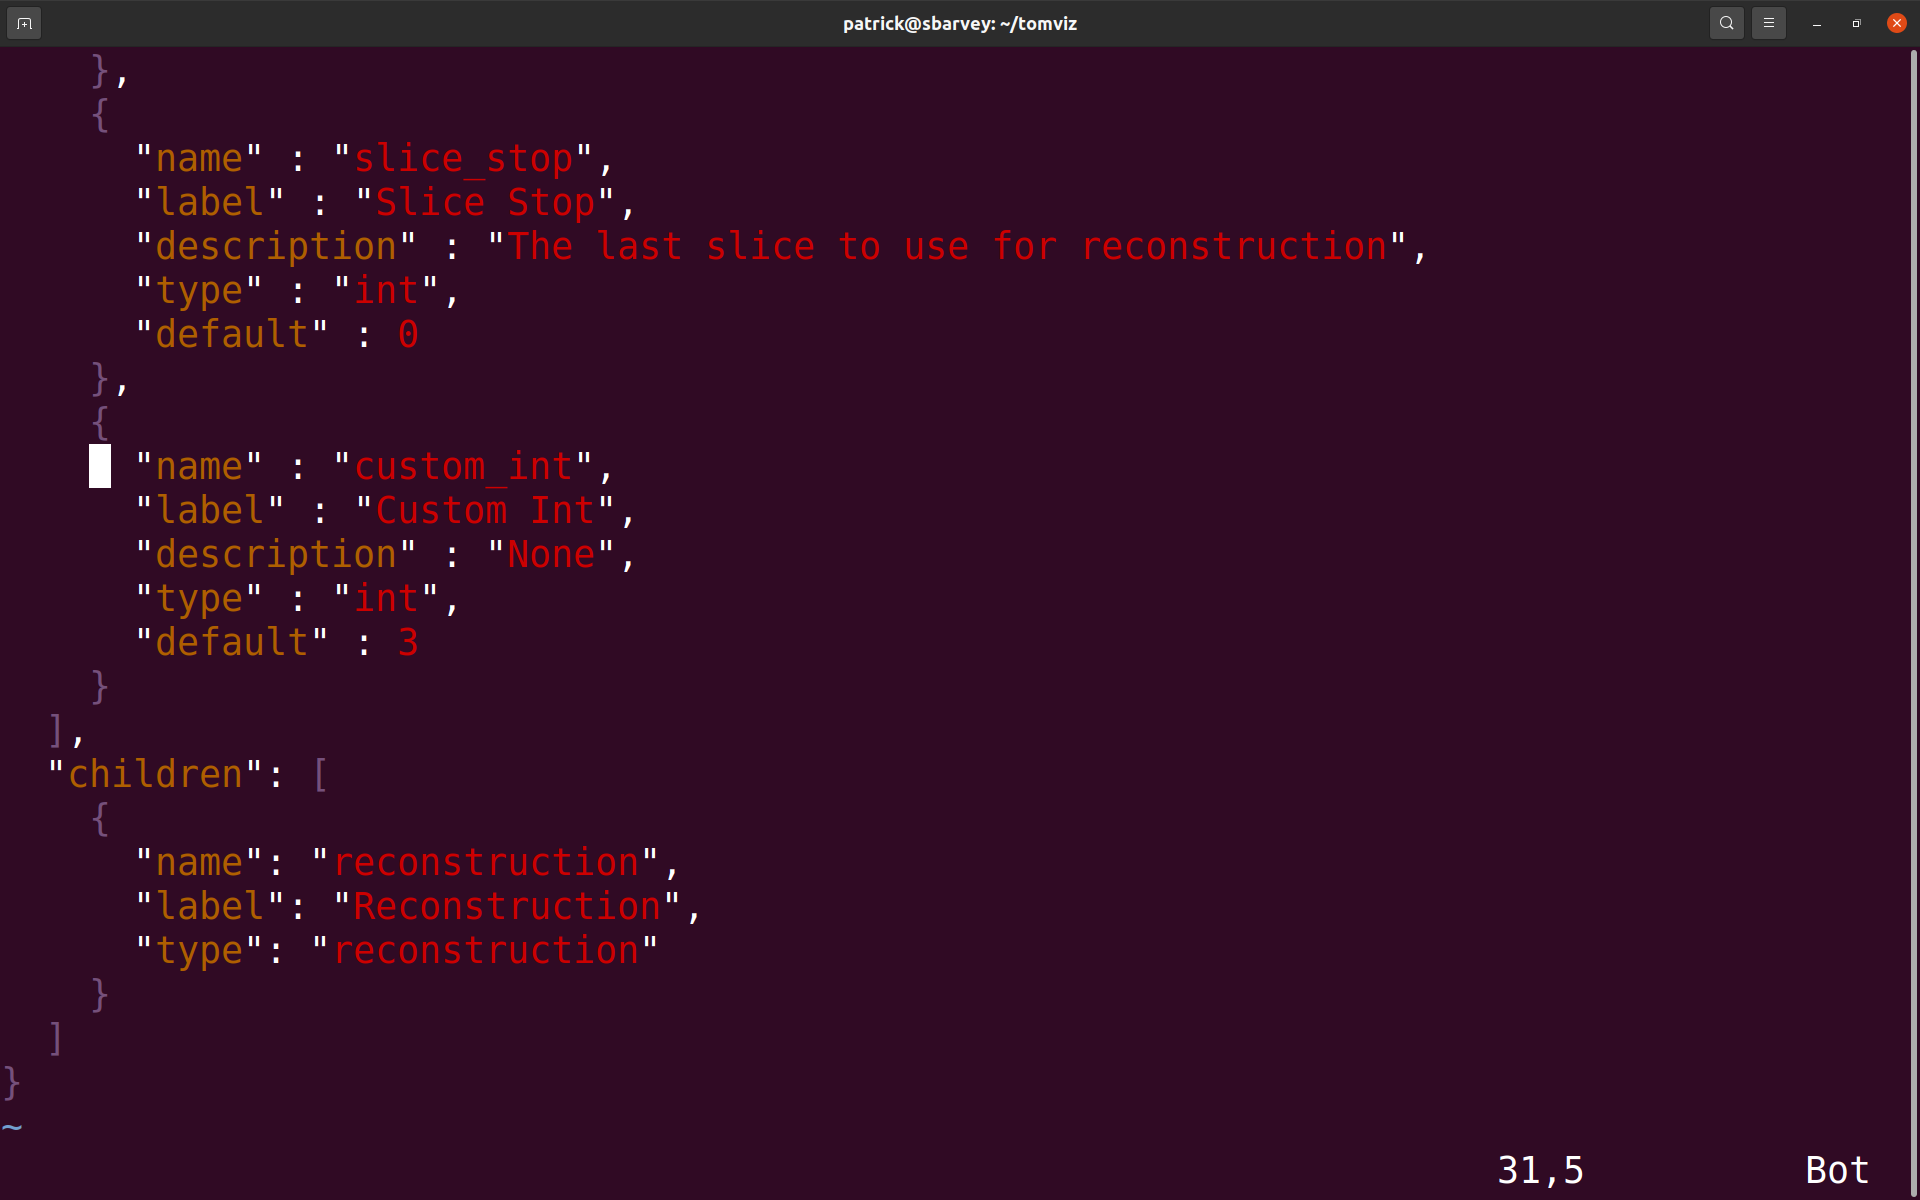 patrick@sbarvey: ~/tomviz
    },
    {
      "name" : "slice_stop",
      "label" : "Slice Stop",
      "description" : "The last slice to use for reconstruction",
      "type" : "int",
      "default" : 0
    },
    {
      "name" : "custom_int",
      "label" : "Custom Int",
      "description" : "None",
      "type" : "int",
      "default" : 3
    }
  ],
  "children": [
    {
      "name": "reconstruction",
      "label": "Reconstruction",
      "type": "reconstruction"
    }
  ]
}
~
31,5 Bot